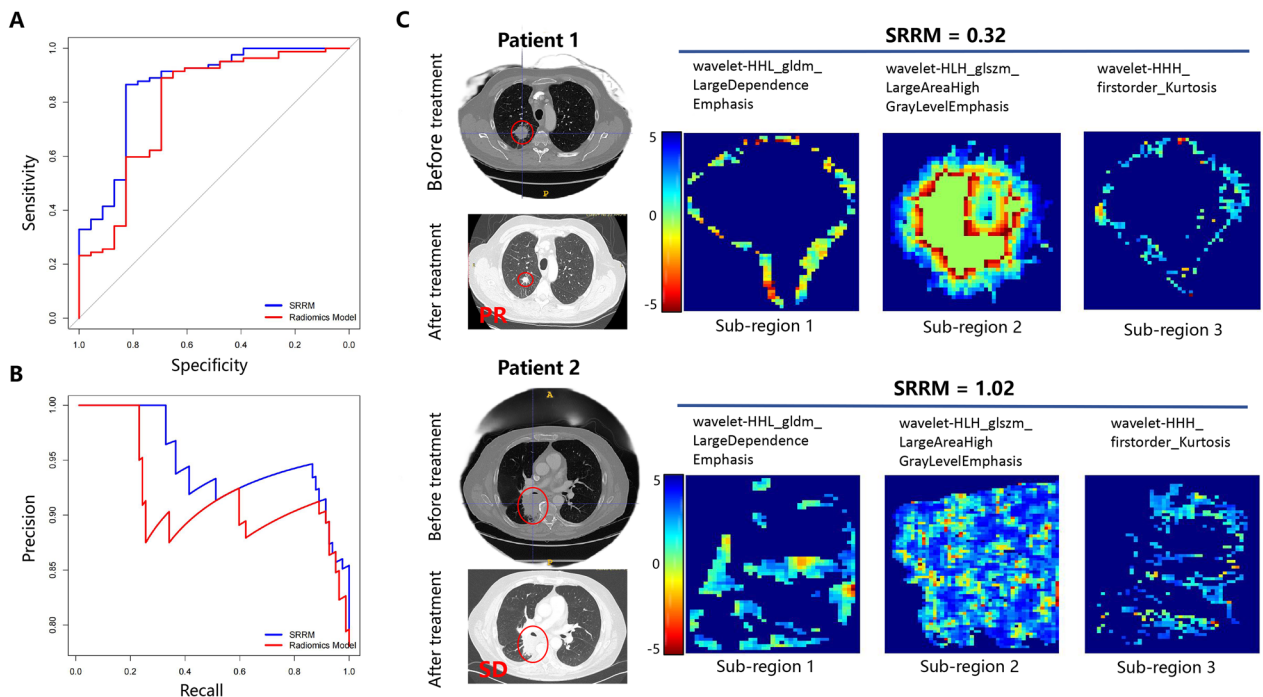 A
1.0
0.8
0.6
0.4
0.2
0.0
Sensitivity
SRRM
Radiomics Model
1.0
0.8
0.6
0.4
0.2
0.0
Specificity
B
1.00
0.95
0.90
0.85
0.80
Precision
SRRM
Radiomics Model
0.0
0.2
0.4
0.6
0.8
1.0
Recall
C
Patient 1
SRRM = 0.32
Before treatment
P
After treatment
PR
wavelet-HHL_gldm_
LargeDependence
Emphasis
wavelet-HLH_glszm_
LargeAreaHigh
GrayLevelEmphasis
wavelet-HHH_
firstorder_Kurtosis
5
0
-5
Sub-region 1
Sub-region 2
Sub-region 3
Patient 2
SRRM = 1.02
Before treatment
A
After treatment
SD
wavelet-HHL_gldm_
LargeDependence
Emphasis
wavelet-HLH_glszm_
LargeAreaHigh
GrayLevelEmphasis
wavelet-HHH_
firstorder_Kurtosis
5
0
-5
Sub-region 1
Sub-region 2
Sub-region 3